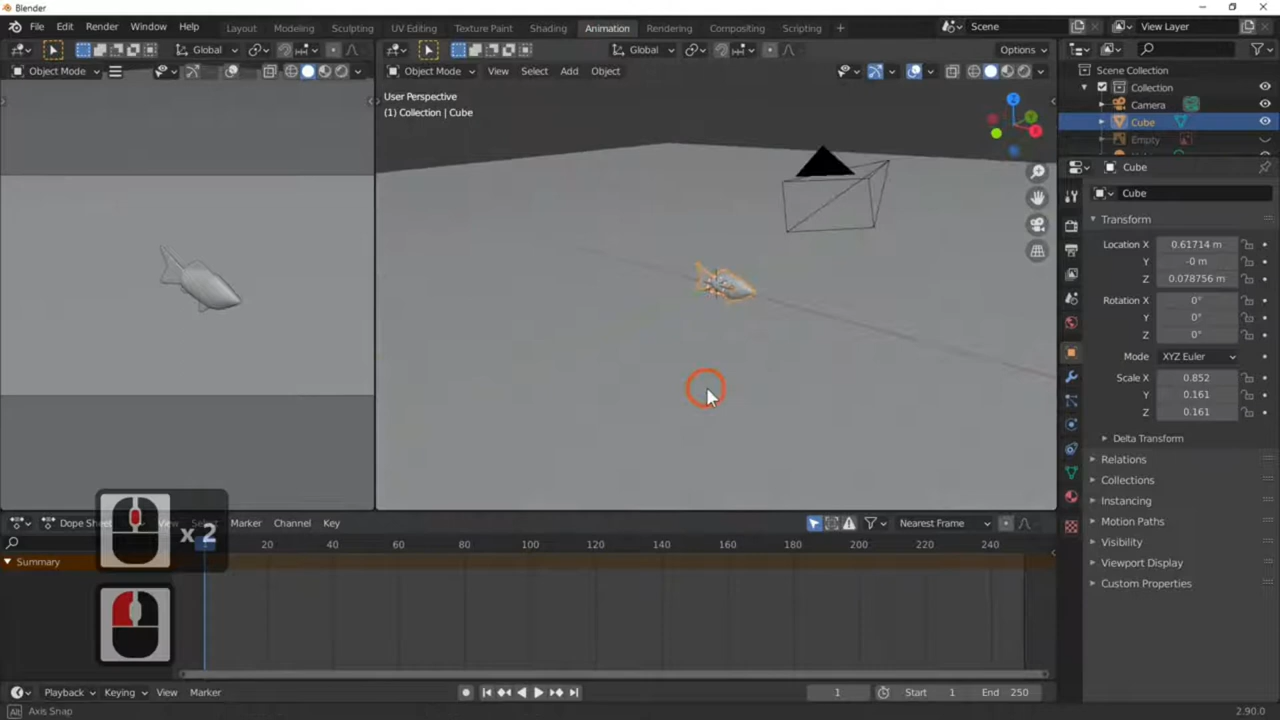 Blender
File Edit Render Window Help Layout Modeling Sculpting UV Editing Texture Paint Shading Animation Rendering Compositing Scripting + Scene View Layer
Global Global Options
Object Mode Object Mode View Select Add Object Scene Collection
User Perspective
(1) Collection | Cube
Collection
Camera
Cube
Empty
Z
Y
X
Cube
Cube
Transform
Location X 0.61714 m
Y -0 m
Z 0.078756 m
Rotation X 0°
Y 0°
Z 0°
Mode XYZ Euler
Scale X 0.852
Y 0.161
Z 0.161
Delta Transform
Relations
Collections
Instancing
Motion Paths
Visibility
Viewport Display
Custom Properties
x 2
Dope Sheet View Select Marker Channel Key Nearest Frame
1 20 40 60 80 100 120 140 160 180 200 220 240
Summary
Playback Keying View Marker 1 Start 1 End 250
Alt Axis Snap 2.90.0